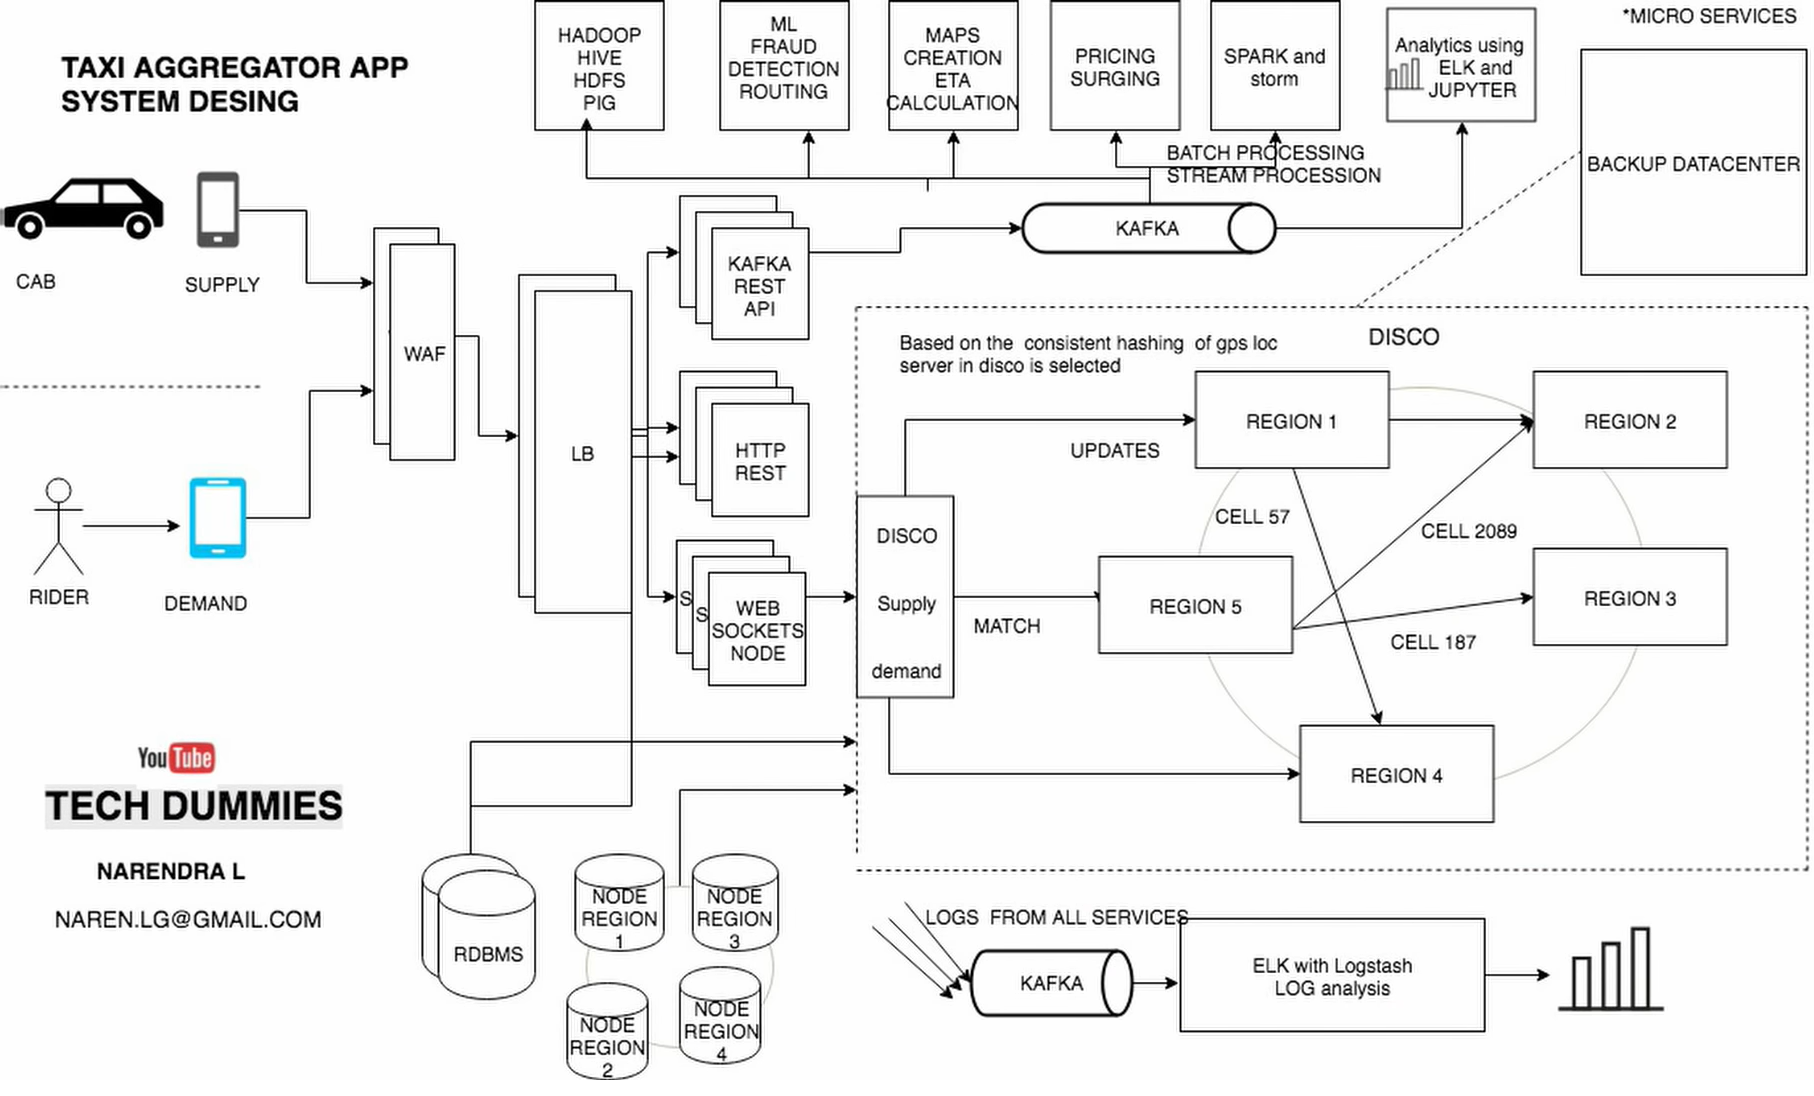 *MICRO SERVICES
TAXI AGGREGATOR APP
SYSTEM DESING
HADOOP
HIVE
HDFS
PIG
ML
FRAUD
DETECTION
ROUTING
MAPS
CREATION
ETA
CALCULATION
PRICING
SURGING
SPARK and
storm
Analytics using
ELK and
JUPYTER
BACKUP DATACENTER
BATCH PROCESSING
STREAM PROCESSION
CAB
SUPPLY
WAF
LB
KAFKA
REST
API
KAFKA
HTTP
REST
S
S
WEB
SOCKETS
NODE
RIDER
DEMAND
Based on the consistent hashing of gps loc
server in disco is selected
DISCO
UPDATES
REGION 1
REGION 2
CELL 57
CELL 2089
DISCO
Supply
demand
MATCH
REGION 5
REGION 3
CELL 187
REGION 4
YouTube
TECH DUMMIES
NARENDRA L
NAREN.LG@GMAIL.COM
RDBMS
NODE
REGION
1
NODE
REGION
3
NODE
REGION
2
NODE
REGION
4
LOGS FROM ALL SERVICES
KAFKA
ELK with Logstash
LOG analysis